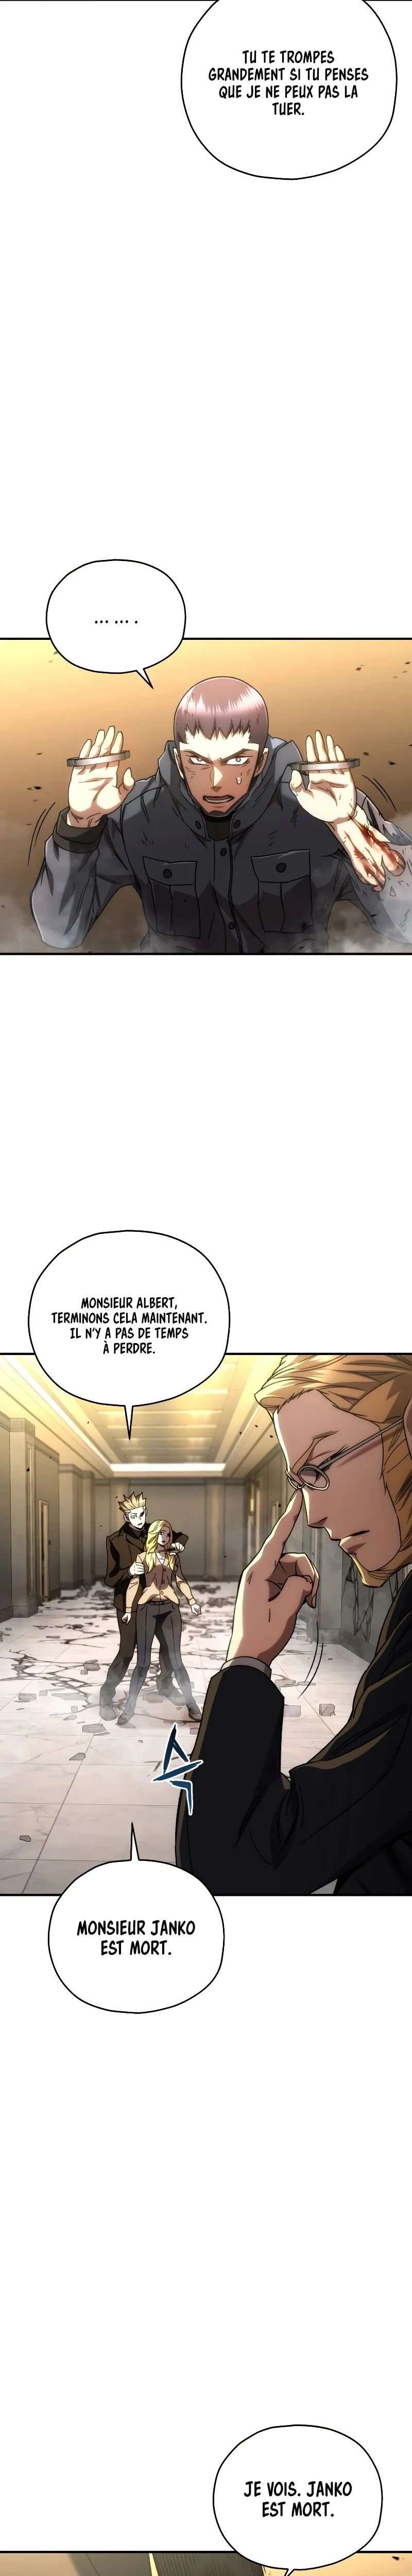 TU TE TROMPES
GRANDEMENT SI TU PENSES
QUE JE NE PEUX PAS LA
TUER.
... ... .
MONSIEUR ALBERT,
TERMINONS CELA MAINTENANT.
IL N'Y A PAS DE TEMPS
À PERDRE.
MONSIEUR JANKO
EST MORT.
JE VOIS. JANKO
EST MORT.